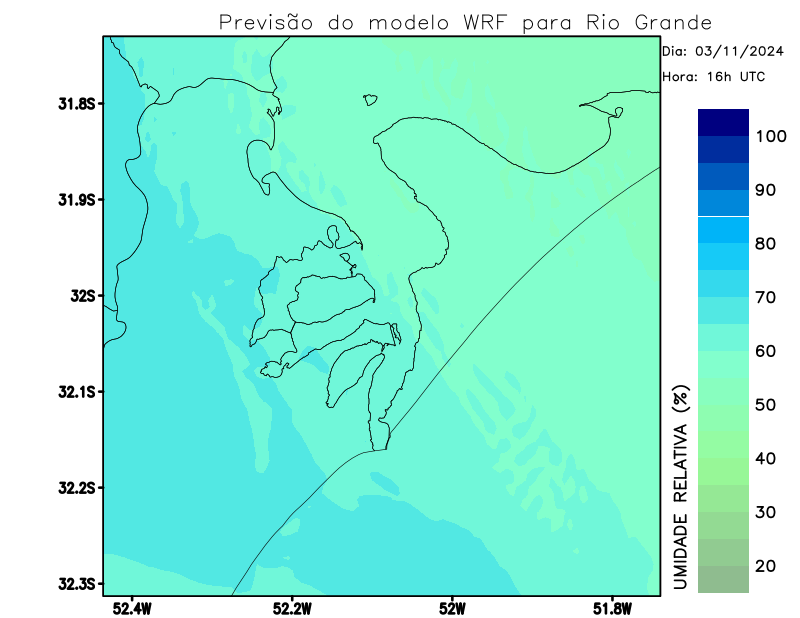 Previsão do modelo WRF para Rio Grande
Dia: 03/11/2024
Hora: 16h UTC
31.8S
31.9S
32S
32.1S
32.2S
32.3S
52.4W
52.2W
52W
51.8W
100
90
80
70
60
50
40
30
20
UMIDADE RELATIVA (%)